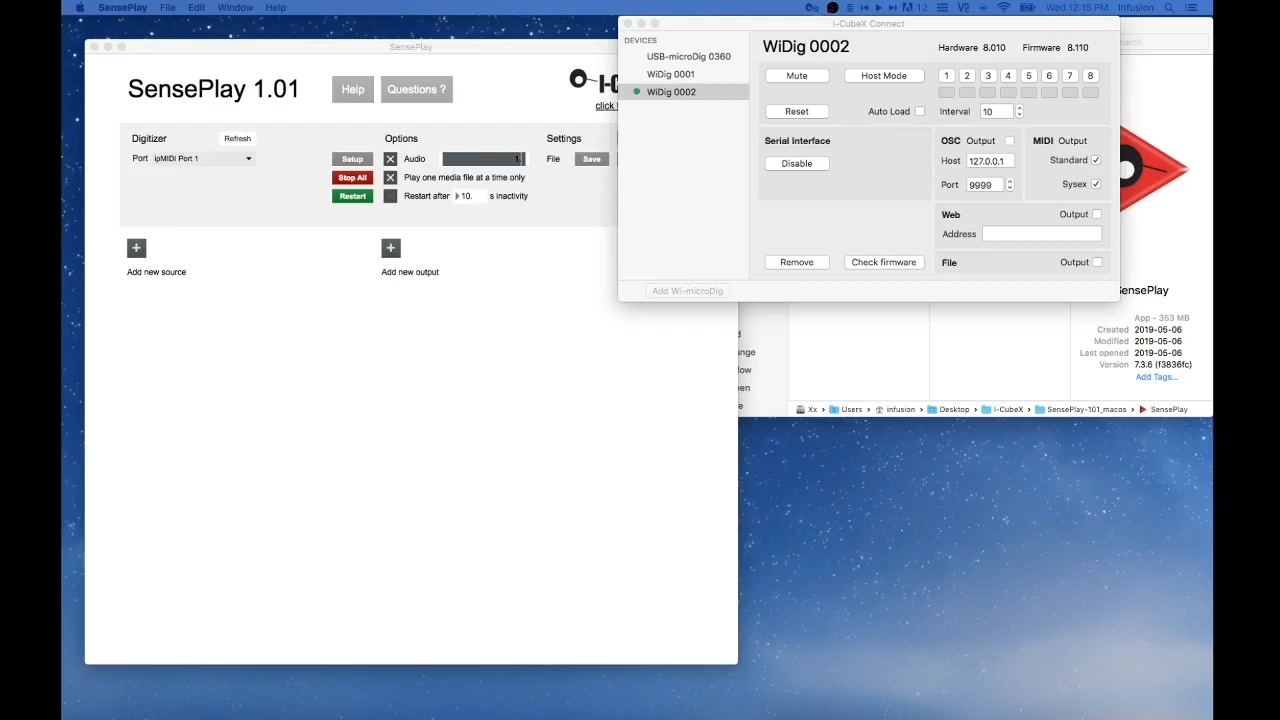 SensePlay File Edit Window Help
12 V2 Wed 12:15 PM Infusion
SensePlay
SensePlay 1.01
Help
Questions ?
click
Digitizer
Refresh
Port ipMIDI Port 1
Options
Setup
Audio
1.
Stop All
Play one media file at a time only
Restart
Restart after 10. s inactivity
Settings
File Save
+
Add new source
+
Add new output
I-CubeX Connect
DEVICES
USB-microDig 0360
WiDig 0001
WiDig 0002
Add Wi-microDig
WiDig 0002
Hardware 8.010 Firmware 8.110
Mute
Host Mode
1 2 3 4 5 6 7 8
Reset
Auto Load
Interval 10
Serial Interface
Disable
OSC Output
Host 127.0.0.1
Port 9999
MIDI Output
Standard
Sysex
Web Output
Address
Remove
Check firmware
File Output
SensePlay
App - 353 MB
Created 2019-05-06
Modified 2019-05-06
Last opened 2019-05-06
Version 7.3.6 (f3836fc)
Add Tags...
Xx › Users › infusion › Desktop › I-CubeX › SensePlay-101_macos › SensePlay